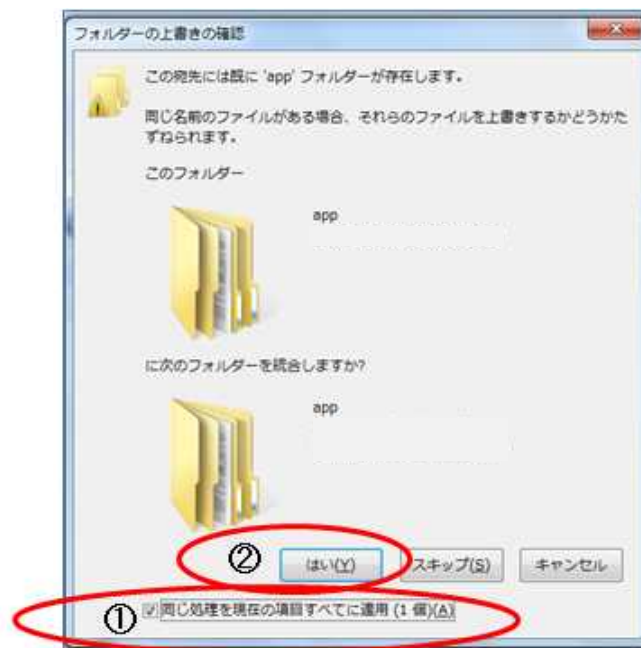 フォルダーの上書きの確認
この宛先には既に 'app' フォルダーが存在します。
同じ名前のファイルがある場合、それらのファイルを上書きするかどうかた
ずねられます。
このフォルダー
app
に次のフォルダーを統合しますか?
app
② はい(Y) スキップ(S) キャンセル
① 同じ処理を現在の項目すべてに適用 (1 個)(A)